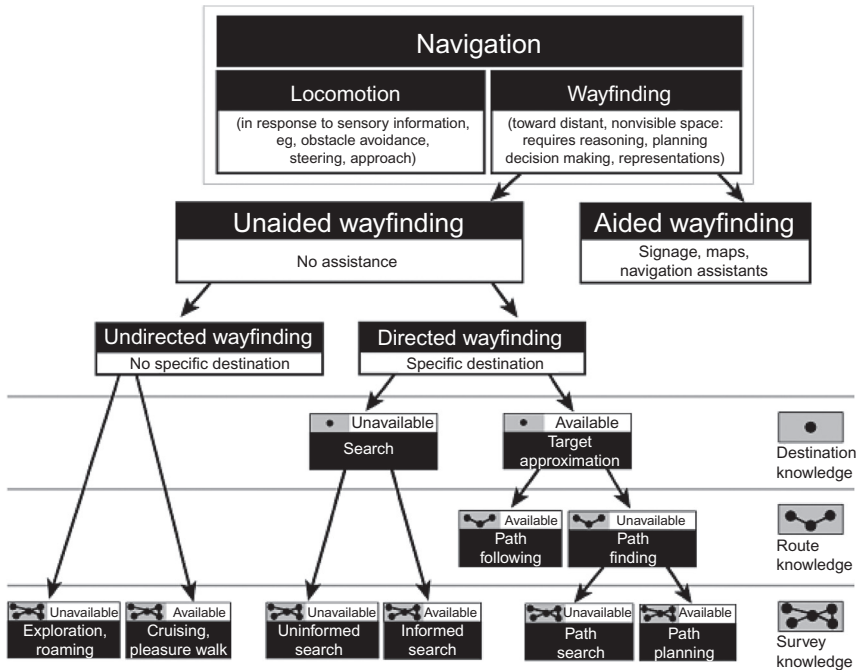 Navigation
Locomotion
(in response to sensory information,
eg, obstacle avoidance,
steering, approach)
Wayfinding
(toward distant, nonvisible space:
requires reasoning, planning
decision making, representations)
Unaided wayfinding
No assistance
Aided wayfinding
Signage, maps,
navigation assistants
Undirected wayfinding
No specific destination
Directed wayfinding
Specific destination
Unavailable
Search
Available
Target
approximation
Destination
knowledge
Available
Path
following
Unavailable
Path
finding
Route
knowledge
Unavailable
Exploration,
roaming
Available
Cruising,
pleasure walk
Unavailable
Uninformed
search
Available
Informed
search
Unavailable
Path
search
Available
Path
planning
Survey
knowledge